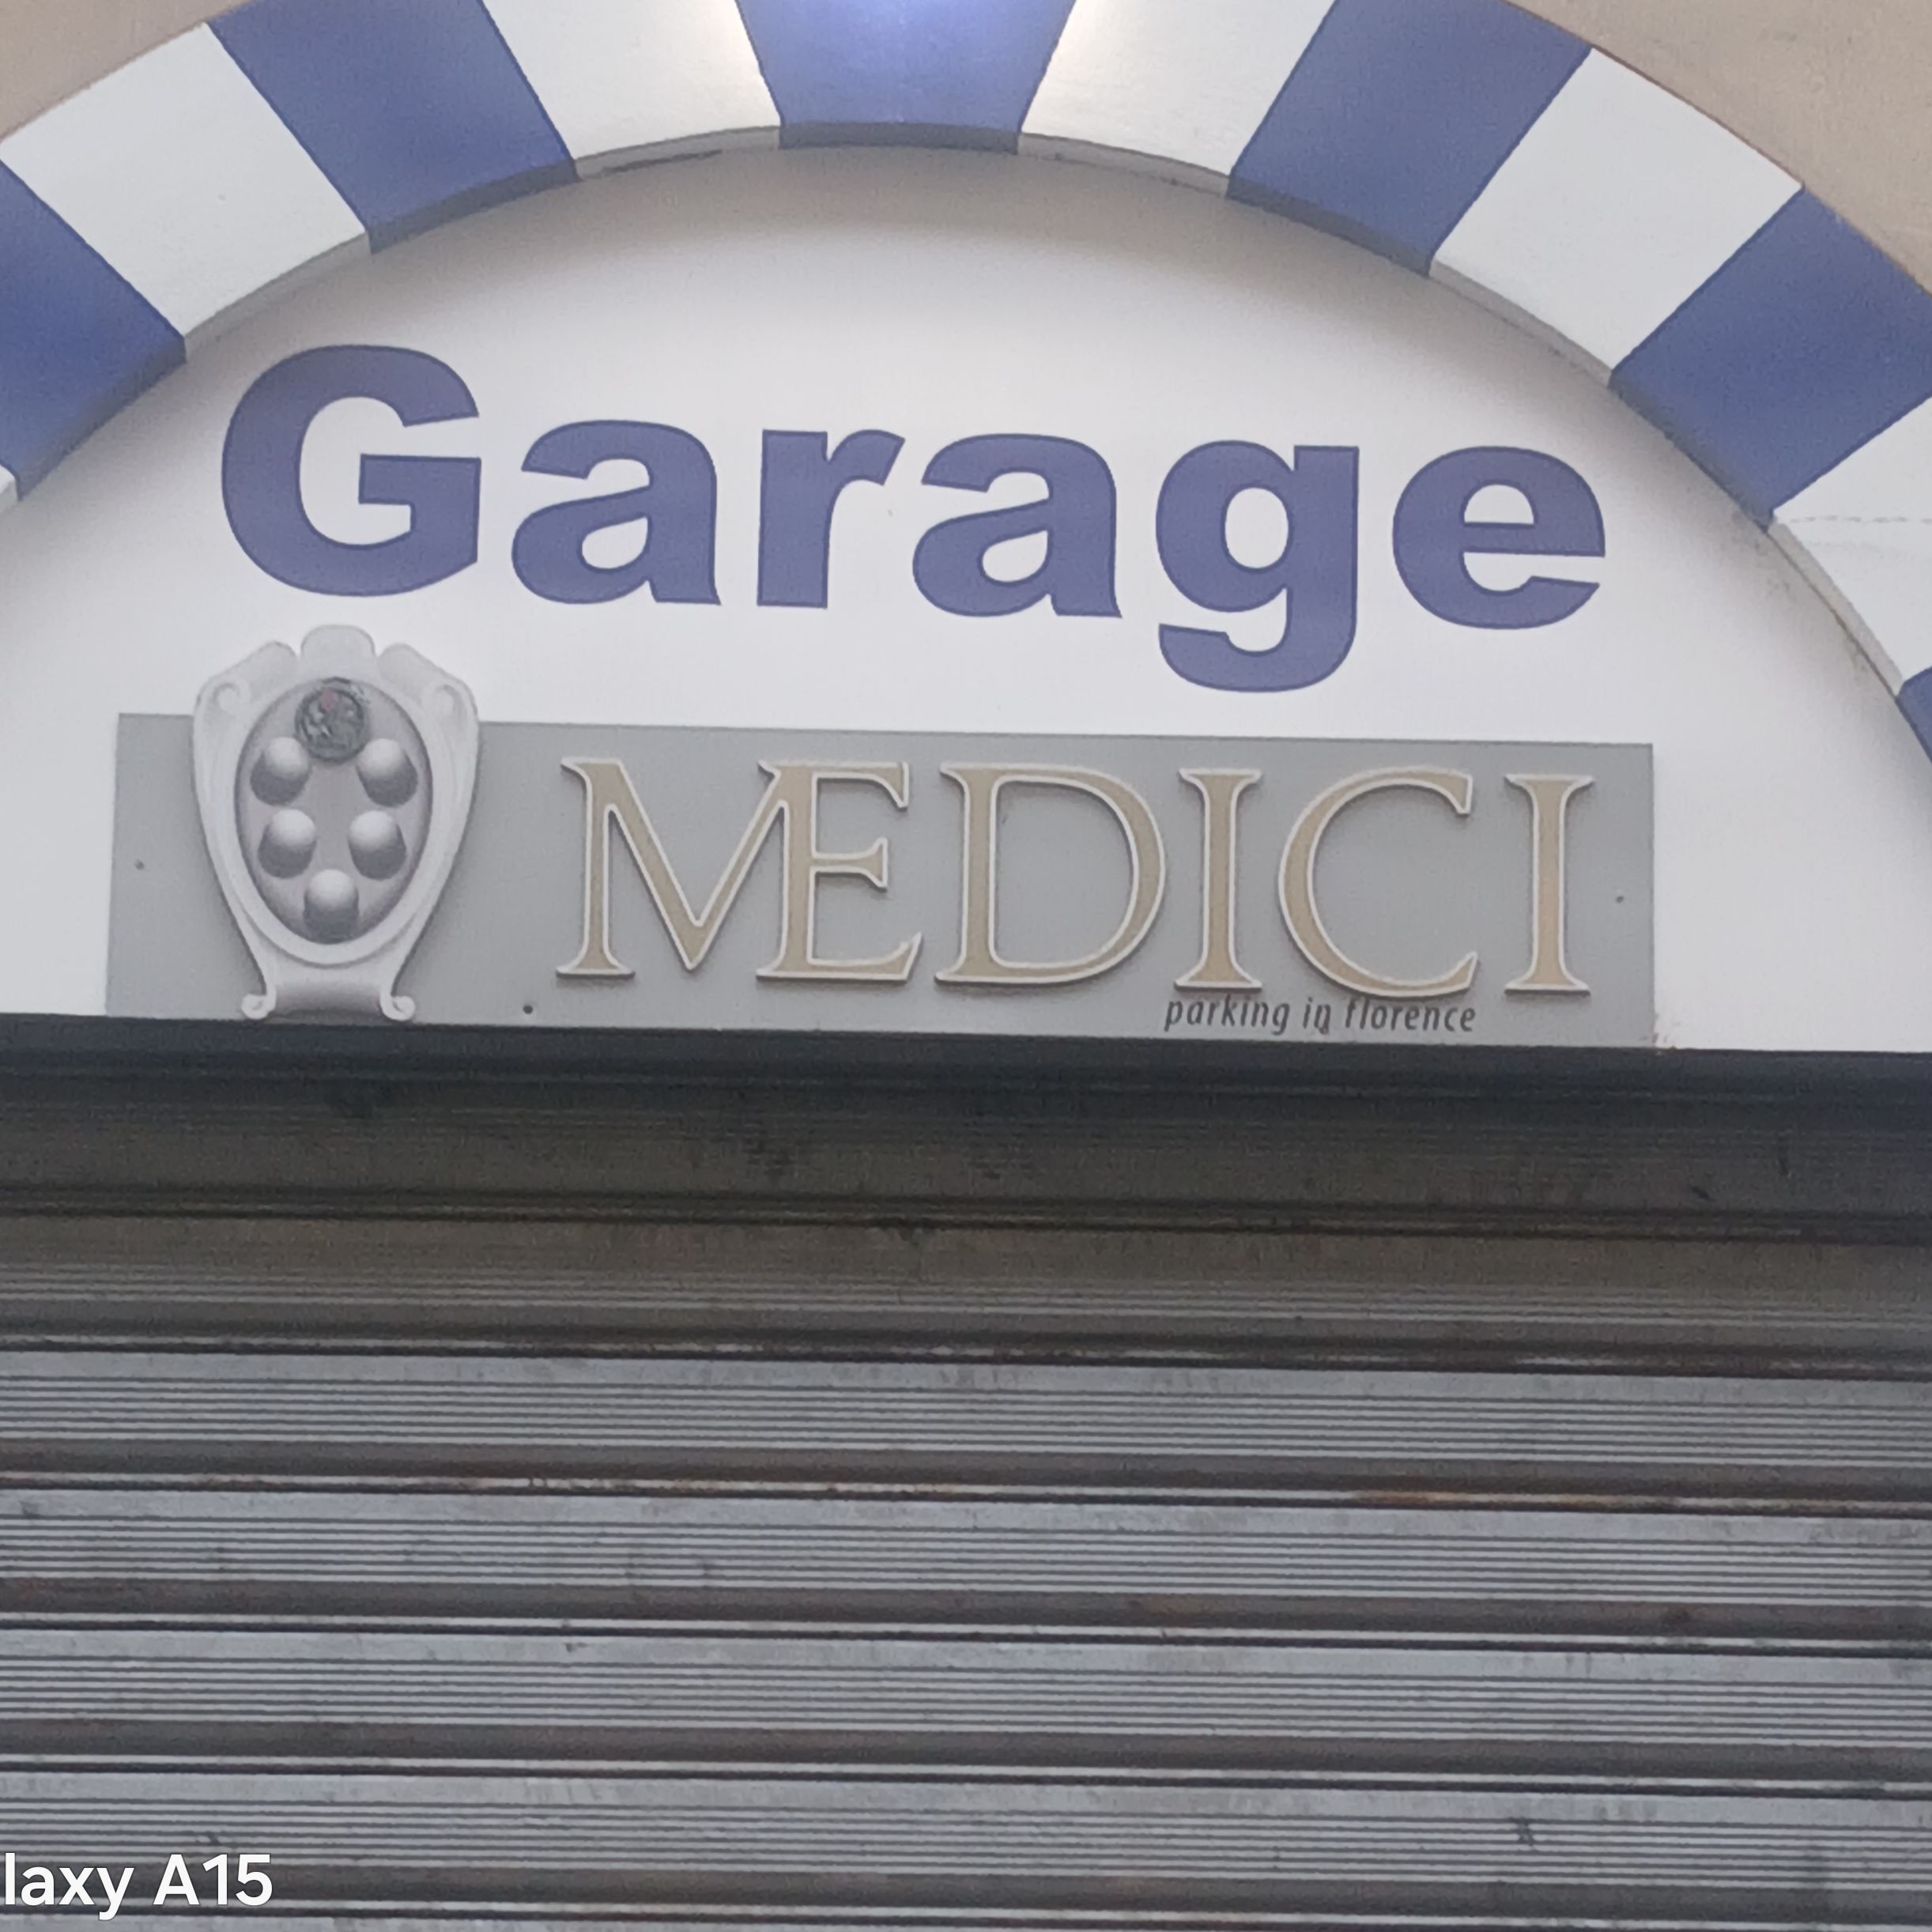 Garage
MEDICI
parking in florence
laxy A15